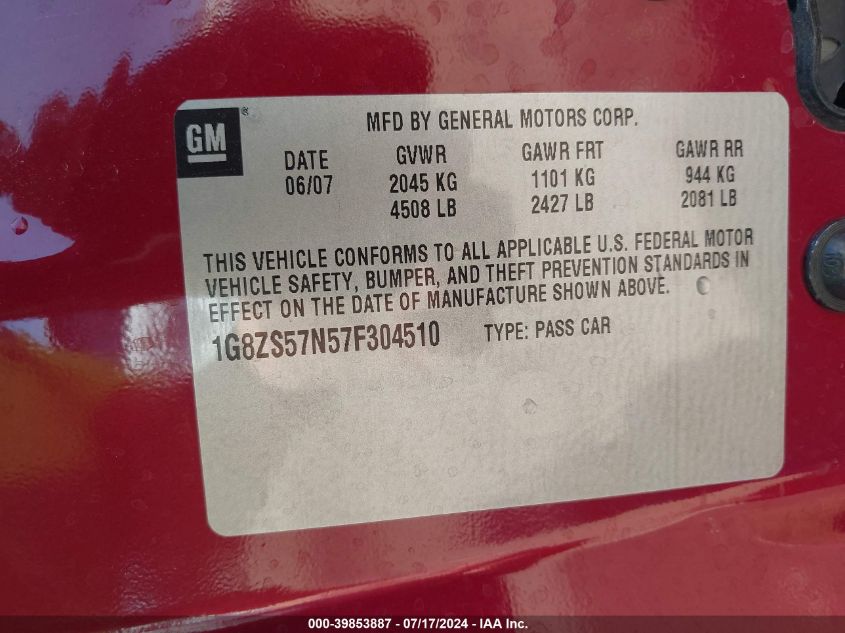 GM ®
MFD BY GENERAL MOTORS CORP.
DATE GVWR GAWR FRT GAWR RR
06/07 2045 KG 1101 KG 944 KG
4508 LB 2427 LB 2081 LB
THIS VEHICLE CONFORMS TO ALL APPLICABLE U.S. FEDERAL MOTOR
VEHICLE SAFETY, BUMPER, AND THEFT PREVENTION STANDARDS IN
EFFECT ON THE DATE OF MANUFACTURE SHOWN ABOVE.
1G8ZS57N57F304510 TYPE: PASS CAR
000-39853887 - 07/17/2024 - IAA Inc.